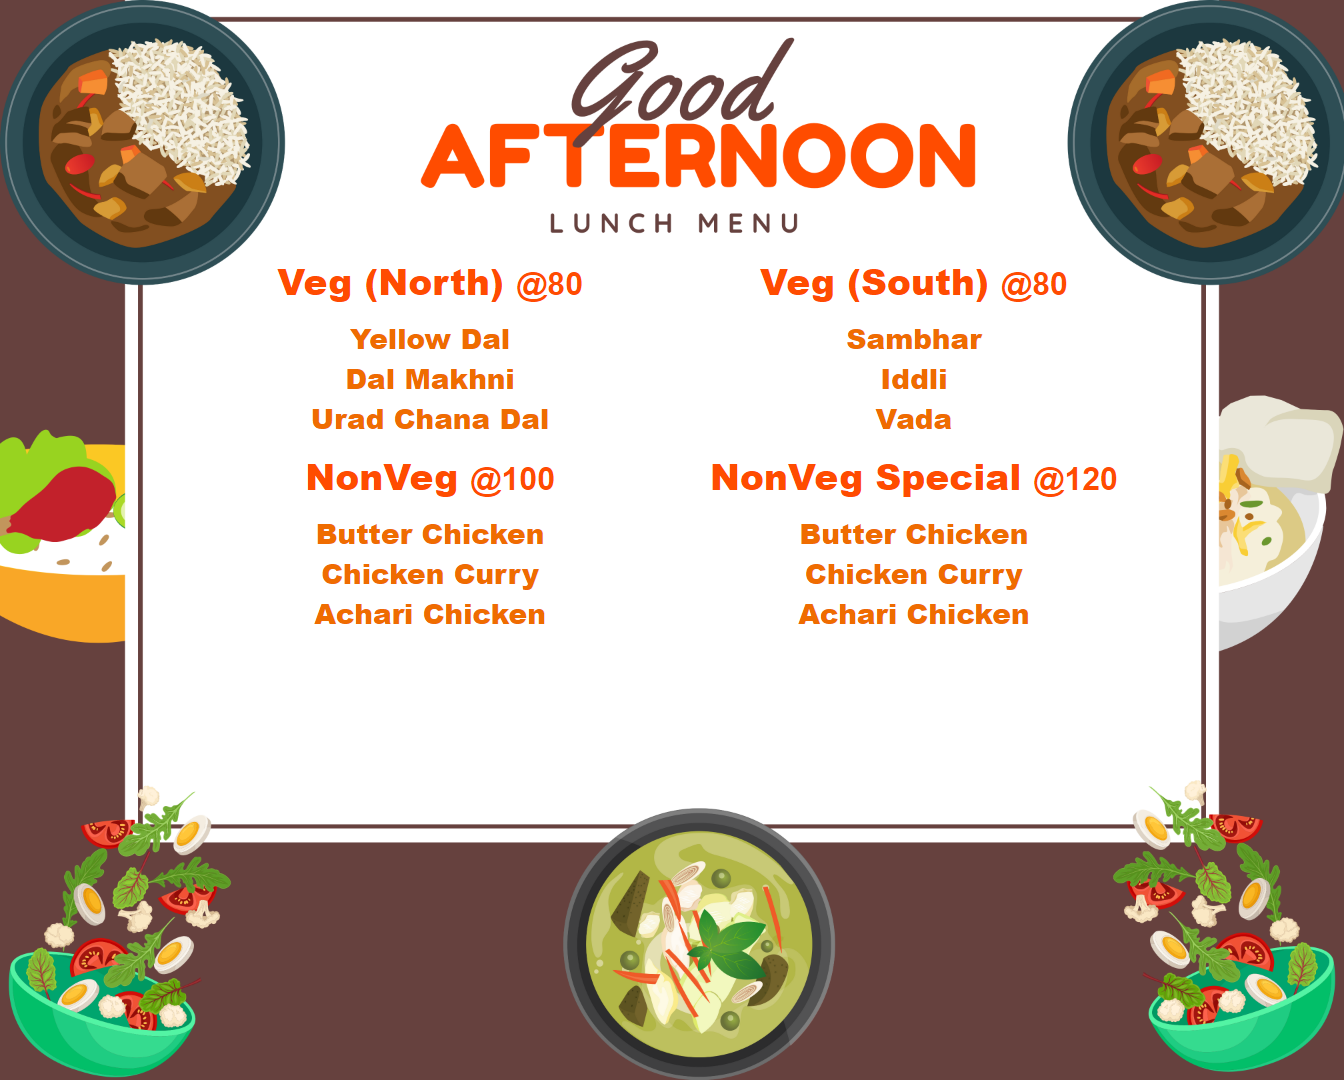 Good
AFTERNOON
LUNCH MENU
Veg (North) @80
Yellow Dal
Dal Makhni
Urad Chana Dal
Veg (South) @80
Sambhar
Iddli
Vada
NonVeg @100
Butter Chicken
Chicken Curry
Achari Chicken
NonVeg Special @120
Butter Chicken
Chicken Curry
Achari Chicken